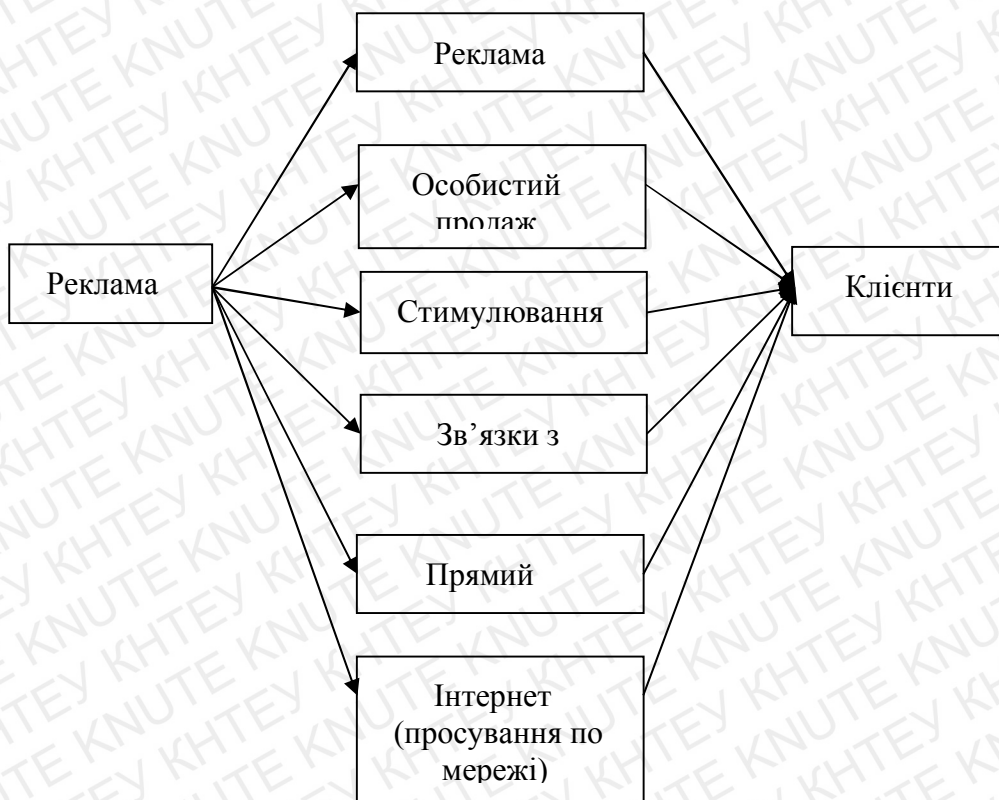 Реклама
Особистий
продаж
Реклама
Клієнти
Стимулювання
Зв’язки з
Прямий
Інтернет
(просування по
мережі)